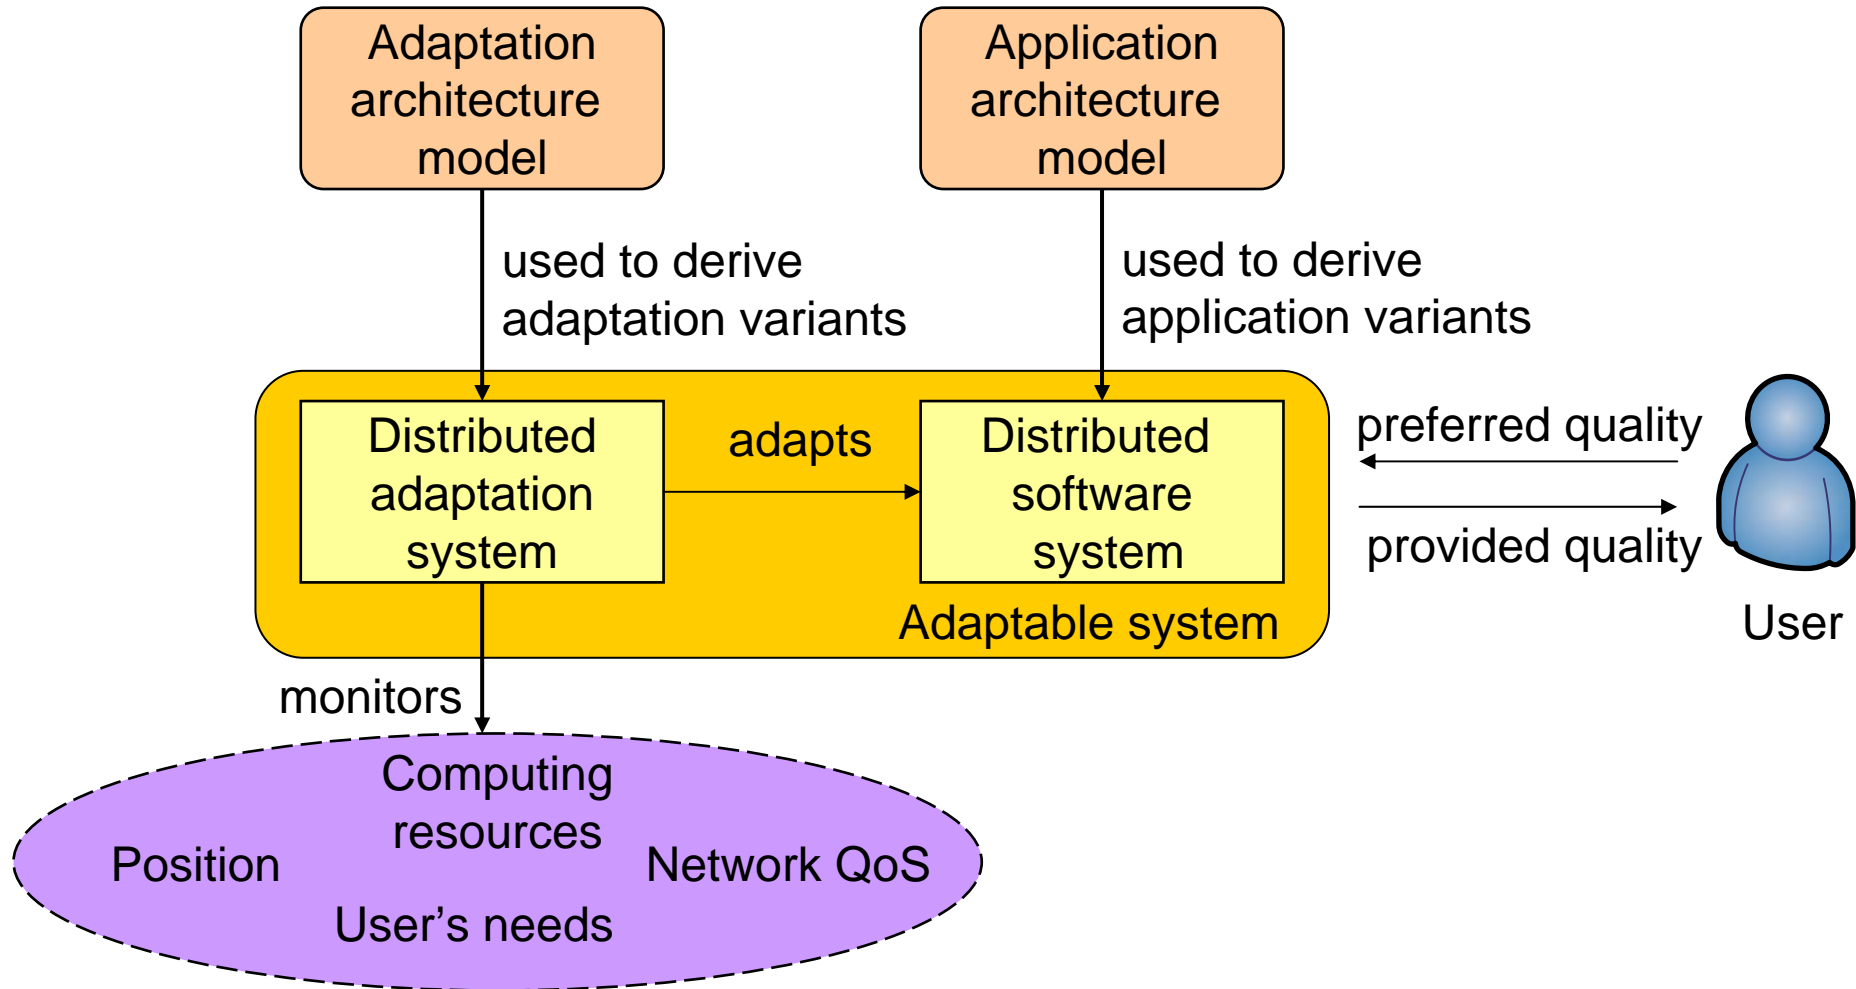 Adaptation
architecture
model
Application
architecture
model
used to derive
adaptation variants
used to derive
application variants
Distributed
adaptation
system
adapts
Distributed
software
system
Adaptable system
preferred quality
provided quality
User
monitors
Computing
resources
Position
Network QoS
User’s needs